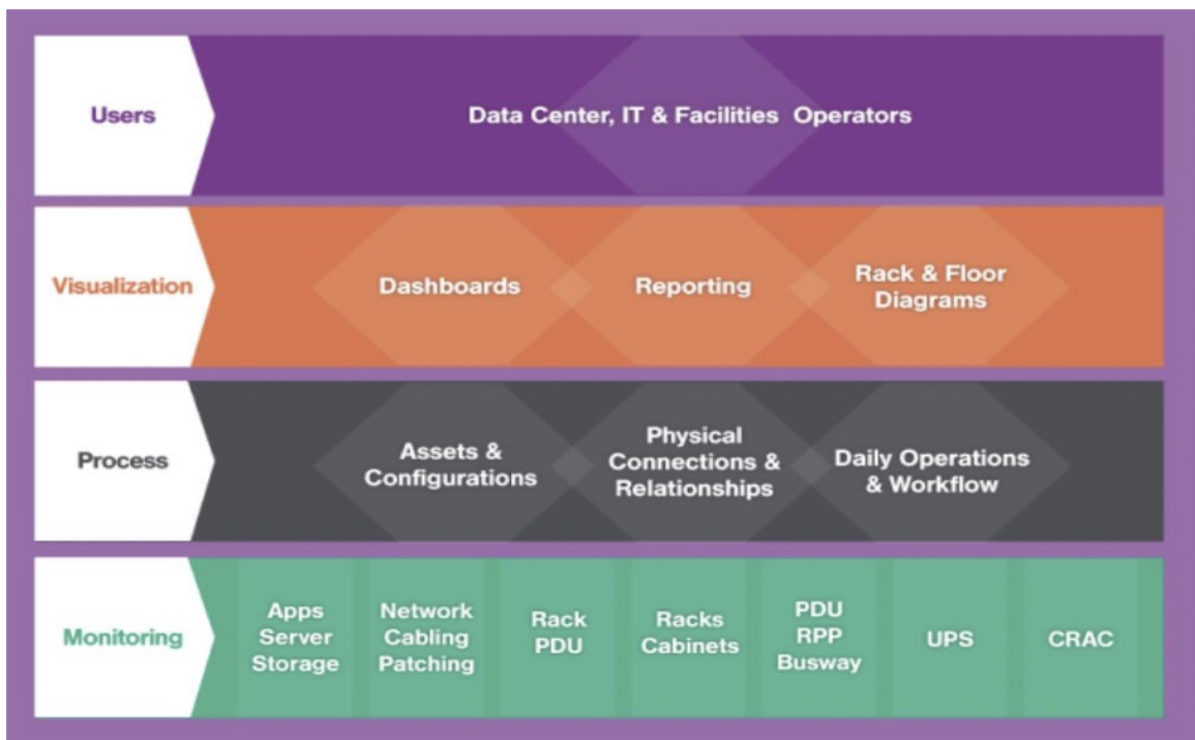 Users
Data Center, IT & Facilities Operators
Visualization
Dashboards
Reporting
Rack & Floor
Diagrams
Process
Assets &
Configurations
Physical
Connections &
Relationships
Daily Operations
& Workflow
Monitoring
Apps
Server
Storage
Network
Cabling
Patching
Rack
PDU
Racks
Cabinets
PDU
RPP
Busway
UPS
CRAC